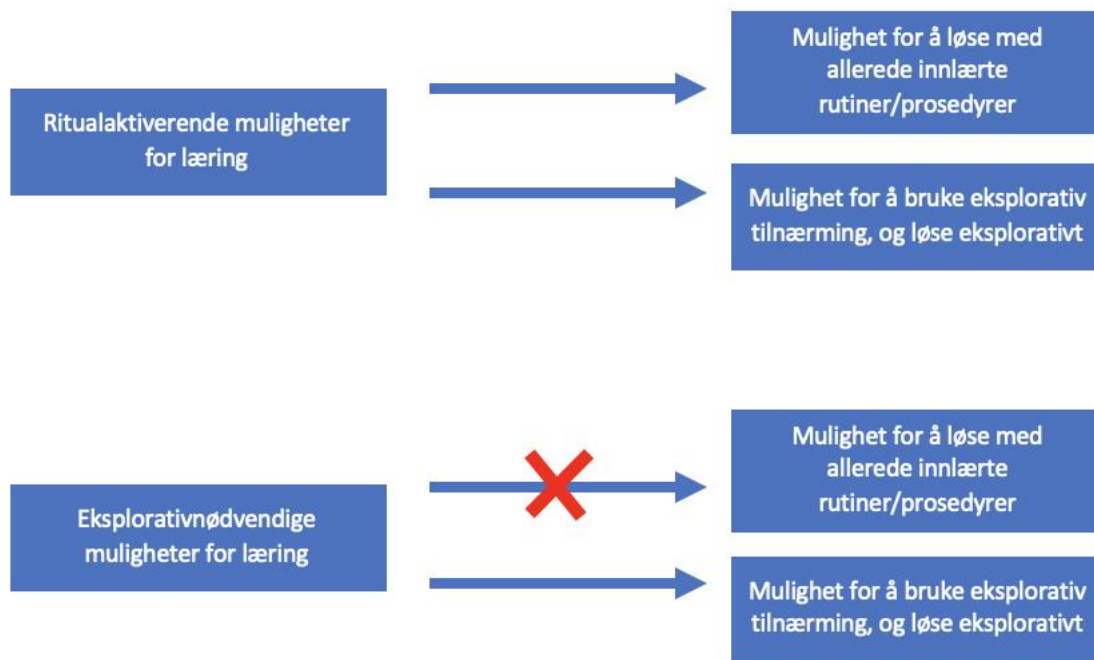 Mulighet for å løse med
allerede innlærte
rutiner/prosedyrer
Ritualaktiverende muligheter
for læring
Mulighet for å bruke eksplorativ
tilnærming, og løse eksplorativt
Mulighet for å løse med
allerede innlærte
rutiner/prosedyrer
Eksplorativnødvendige
muligheter for læring
Mulighet for å bruke eksplorativ
tilnærming, og løse eksplorativt